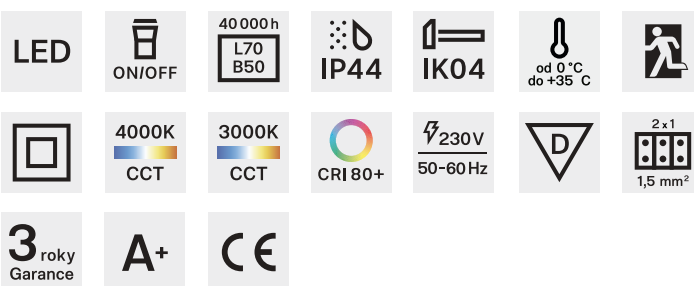 LED
ON/OFF
40 000 h
L70
B50
IP44
IK04
od 0 °C
do +35 C
4000K
CCT
3000K
CCT
CRI 80+
230V
50-60 Hz
D
2 x 1
1,5 mm²
3 roky
Garance
A+
CE